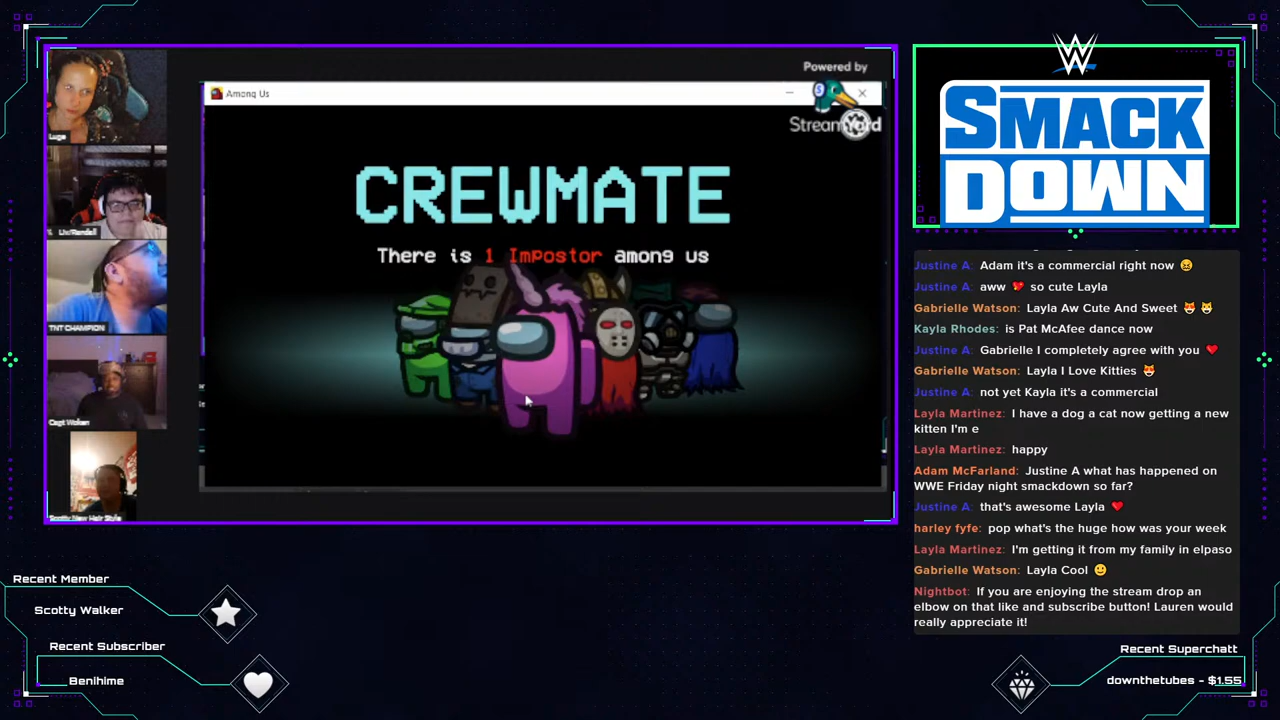 Powered by
StreamYard
Among Us
CREWMATE
There is 1 Impostor among us
Luga
TNT CHAMPION
W
SMACK
DOWN
Justine A: Adam it's a commercial right now 😖
Justine A: aww 💘 so cute Layla
Gabrielle Watson: Layla Aw Cute And Sweet 😻 😺
Kayla Rhodes: is Pat McAfee dance now
Justine A: Gabrielle I completely agree with you ❤
Gabrielle Watson: Layla I Love Kitties 😻
Justine A: not yet Kayla it's a commercial
Layla Martinez: I have a dog a cat now getting a new
kitten I'm e
Layla Martinez: happy
Adam McFarland: Justine A what has happened on
WWE Friday night smackdown so far?
Justine A: that's awesome Layla ❤
harley fyfe: pop what's the huge how was your week
Layla Martinez: I'm getting it from my family in elpaso
Gabrielle Watson: Layla Cool 🙂
Nightbot: If you are enjoying the stream drop an
elbow on that like and subscribe button! Lauren would
really appreciate it!
Recent Member
Scotty Walker
Recent Subscriber
Benihime
Recent Superchatt
downthetubes - $1.55